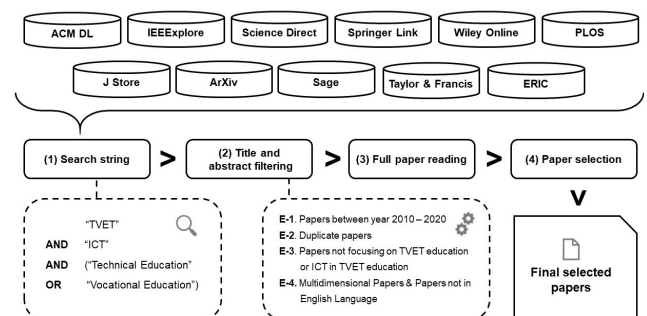 ACM DL
IEEExplore
Science Direct
Springer Link
Wiley Online
PLOS
J Store
ArXiv
Sage
Taylor & Francis
ERIC
(1) Search string
>
(2) Title and
abstract filtering
>
(3) Full paper reading
>
(4) Paper selection
"TVET"
AND "ICT"
AND ("Technical Education"
OR "Vocational Education")
E-1. Papers between year 2010 – 2020
E-2. Duplicate papers
E-3. Papers not focusing on TVET education
or ICT in TVET education
E-4. Multidimensional Papers & Papers not in
English Language
V
Final selected
papers